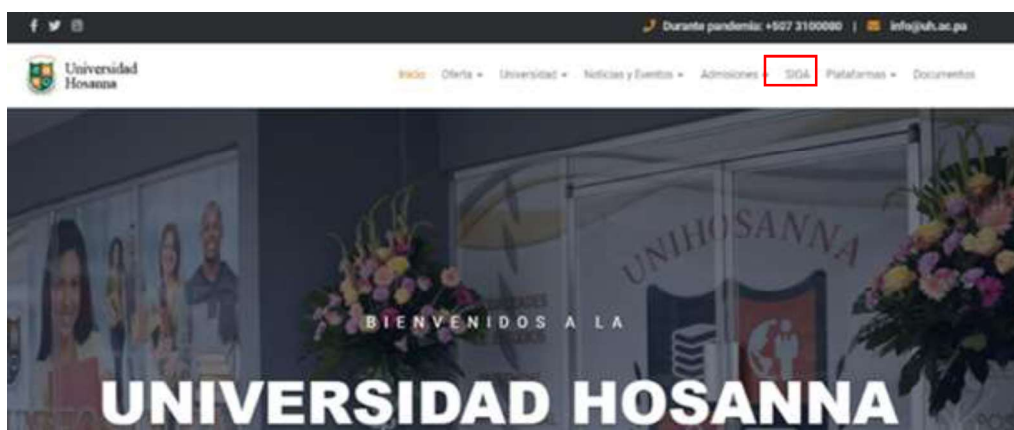 Durante pandemia: +507 3100080 | info@uh.ac.pa
Universidad
Hosanna
Inicio Oferta Universidad Noticias y Eventos Admisiones SIGA Plataformas Documentos
UNIHOSANNA
BIENVENIDOS A LA
UNIVERSIDAD HOSANNA